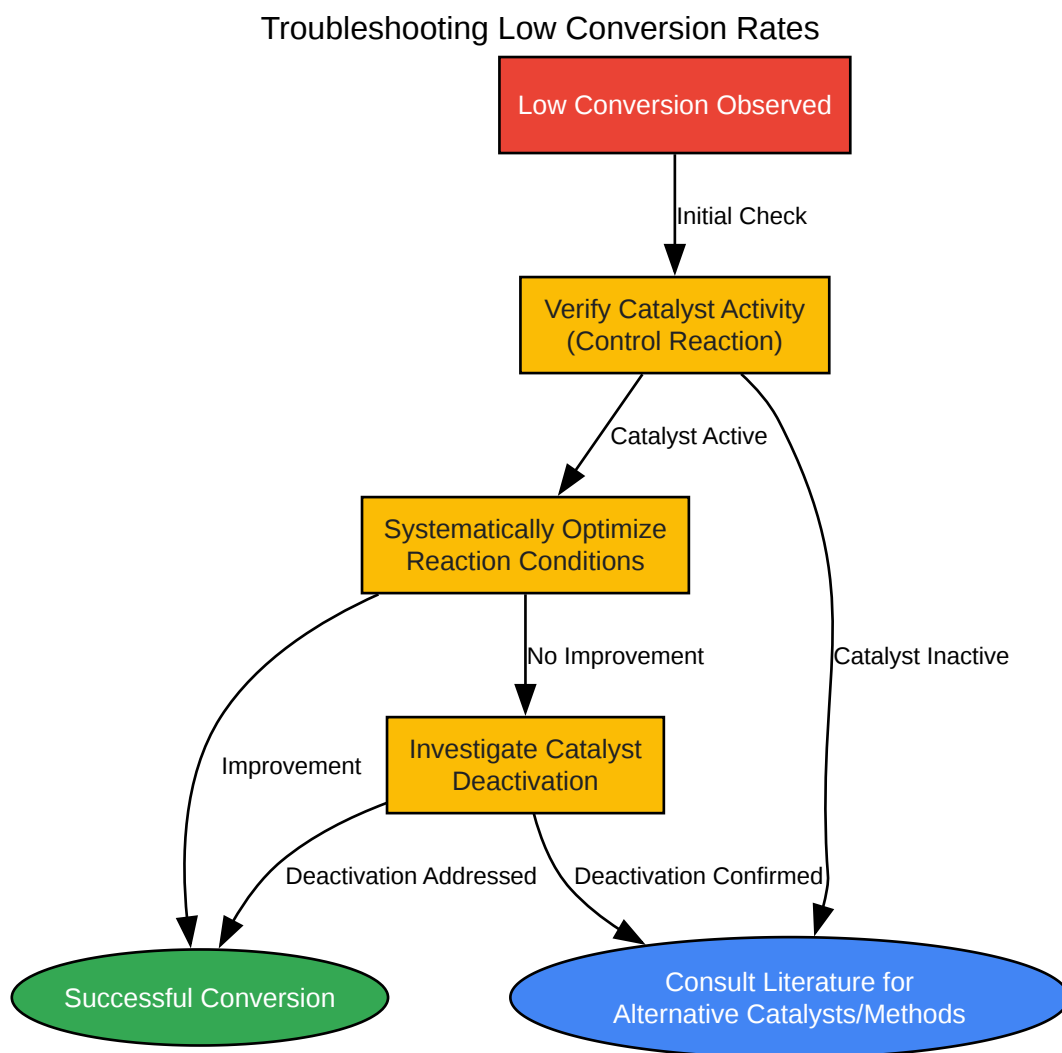 Troubleshooting Low Conversion Rates
Low Conversion Observed
Initial Check
Verify Catalyst Activity
(Control Reaction)
Catalyst Active
Systematically Optimize
Reaction Conditions
No Improvement
Catalyst Inactive
Investigate Catalyst
Deactivation
Improvement
Deactivation Addressed
Deactivation Confirmed
Successful Conversion
Consult Literature for
Alternative Catalysts/Methods